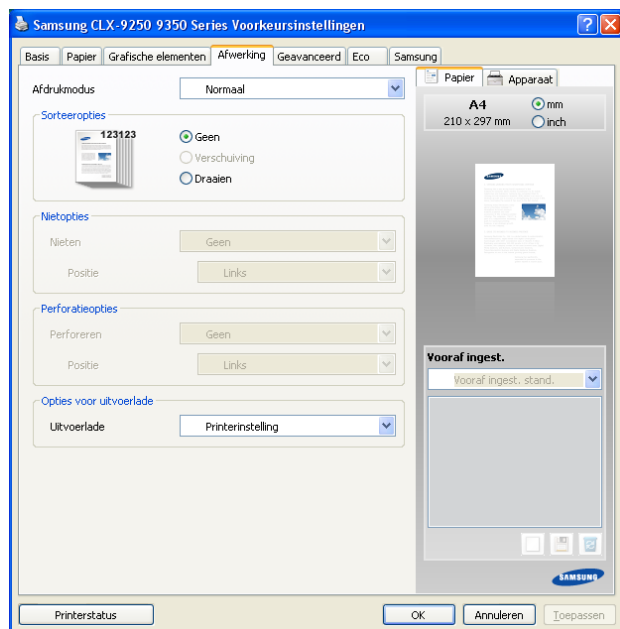 Samsung CLX-9250 9350 Series Voorkeursinstellingen
Basis Papier Grafische elementen Afwerking Geavanceerd Eco Samsung
Afdrukmodus Normaal
Sorteeropties
123123
Geen
Verschuiving
Draaien
Nietopties
Nieten Geen
Positie Links
Perforatieopties
Perforeren Geen
Positie Links
Opties voor uitvoerlade
Uitvoerlade Printerinstelling
Papier Apparaat
A4
210 x 297 mm
mm
inch
Vooraf ingest.
Vooraf ingest. stand.
SAMSUNG
Printerstatus OK Annuleren Toepassen